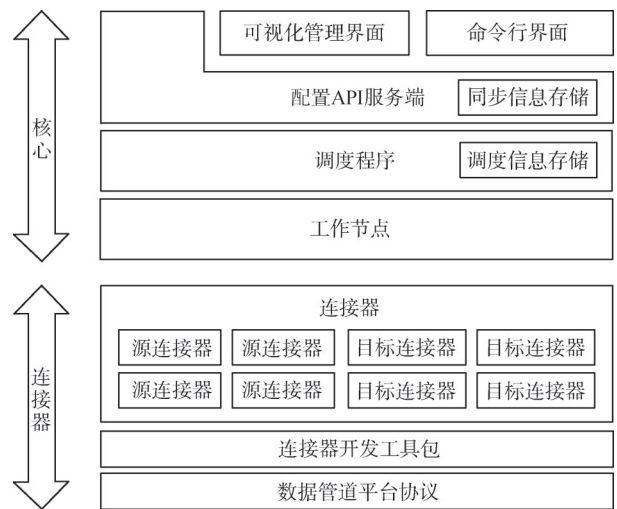 可视化管理界面
命令行界面
配置API服务端
同步信息存储
核心
调度程序
调度信息存储
工作节点
连接器
连接器
源连接器
源连接器
目标连接器
目标连接器
源连接器
源连接器
目标连接器
目标连接器
连接器开发工具包
数据管道平台协议